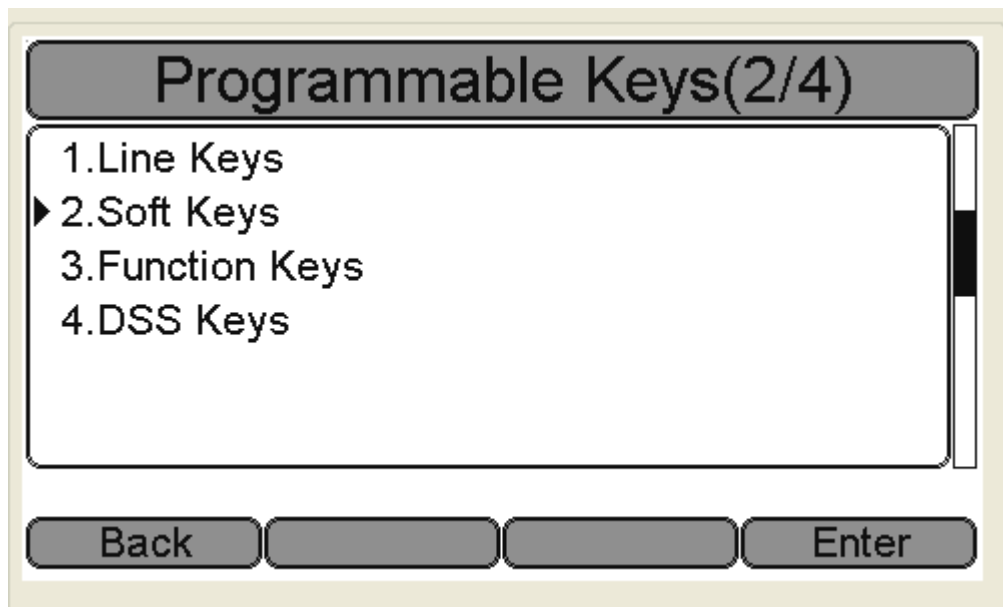 Programmable Keys(2/4)
1.Line Keys
2.Soft Keys
3.Function Keys
4.DSS Keys
Back Enter